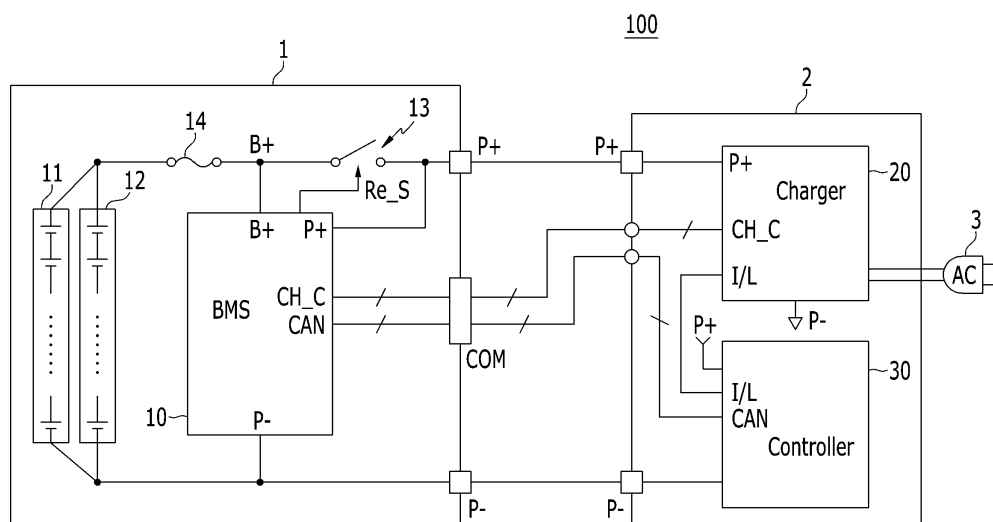 100
1
2
13
14
B+
P+
P+
11
12
Re_S
P+
Charger
20
B+
P+
CH_C
3
BMS
CH_C
I/L
AC
CAN
P+
P-
COM
I/L
30
10
P-
CAN
Controller
P-
P-